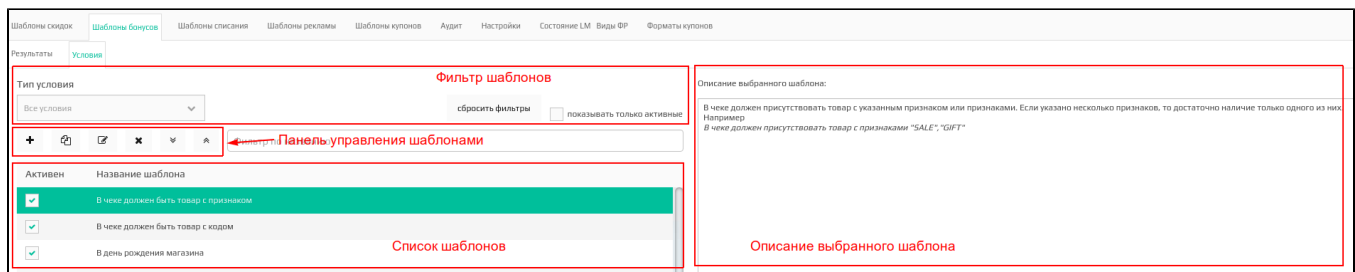 Шаблоны скидок Шаблоны бонусов Шаблоны списания Шаблоны рекламы Шаблоны купонов Аудит Настройки Состояние LM Виды ФР Форматы купонов
Результаты Условия
Фильтр шаблонов
Тип условия
Все условия
сбросить фильтры
показывать только активные
Панель управления шаблонами
Активен Название шаблона
В чеке должен быть товар с признаком
В чеке должен быть товар с кодом
В день рождения магазина
Список шаблонов
Описание выбранного шаблона:
В чеке должен присутствовать товар с указанным признаком или признаками. Если указано несколько признаков, то достаточно наличие только одного из них
Например
В чеке должен присутствовать товар с признаками "SALE","GIFT"
Описание выбранного шаблона